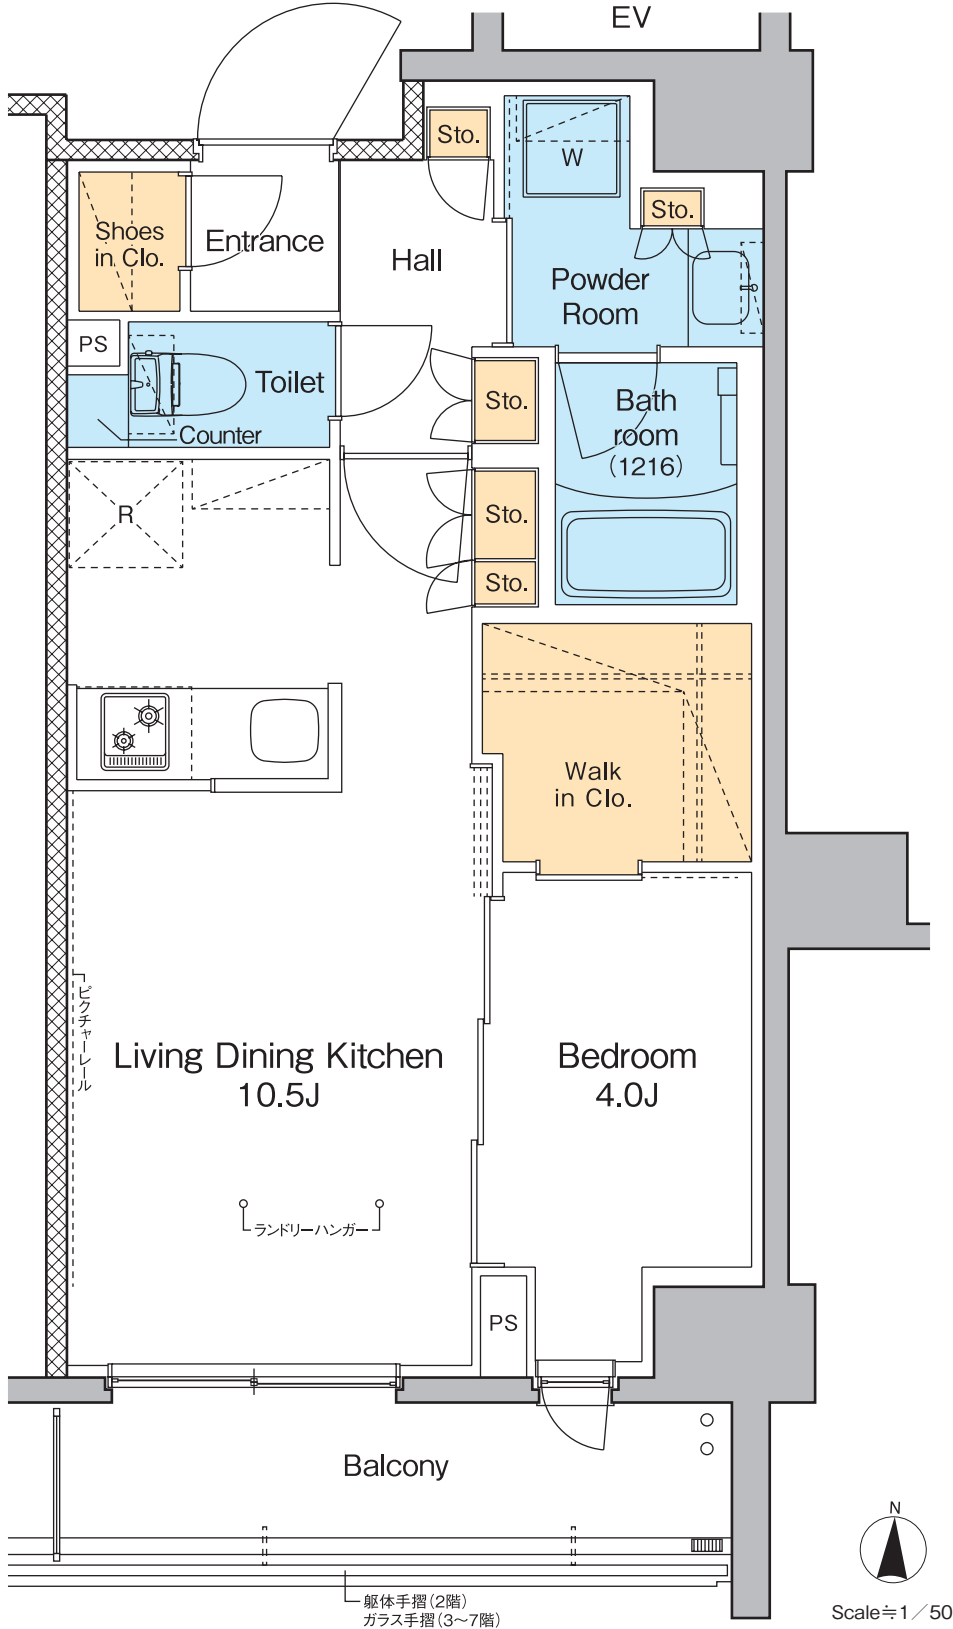 EV
Sto.
W
Shoes
in Clo.
Entrance
Hall
Sto.
Powder
Room
PS
Toilet
Counter
Sto.
Bath
room
(1216)
R
Sto.
Sto.
Walk
in Clo.
ピクチャーレール
Living Dining Kitchen
10.5J
Bedroom
4.0J
ランドリーハンガー
PS
Balcony
N
躯体手摺(2階)
ガラス手摺(3〜7階)
Scale≒1／50